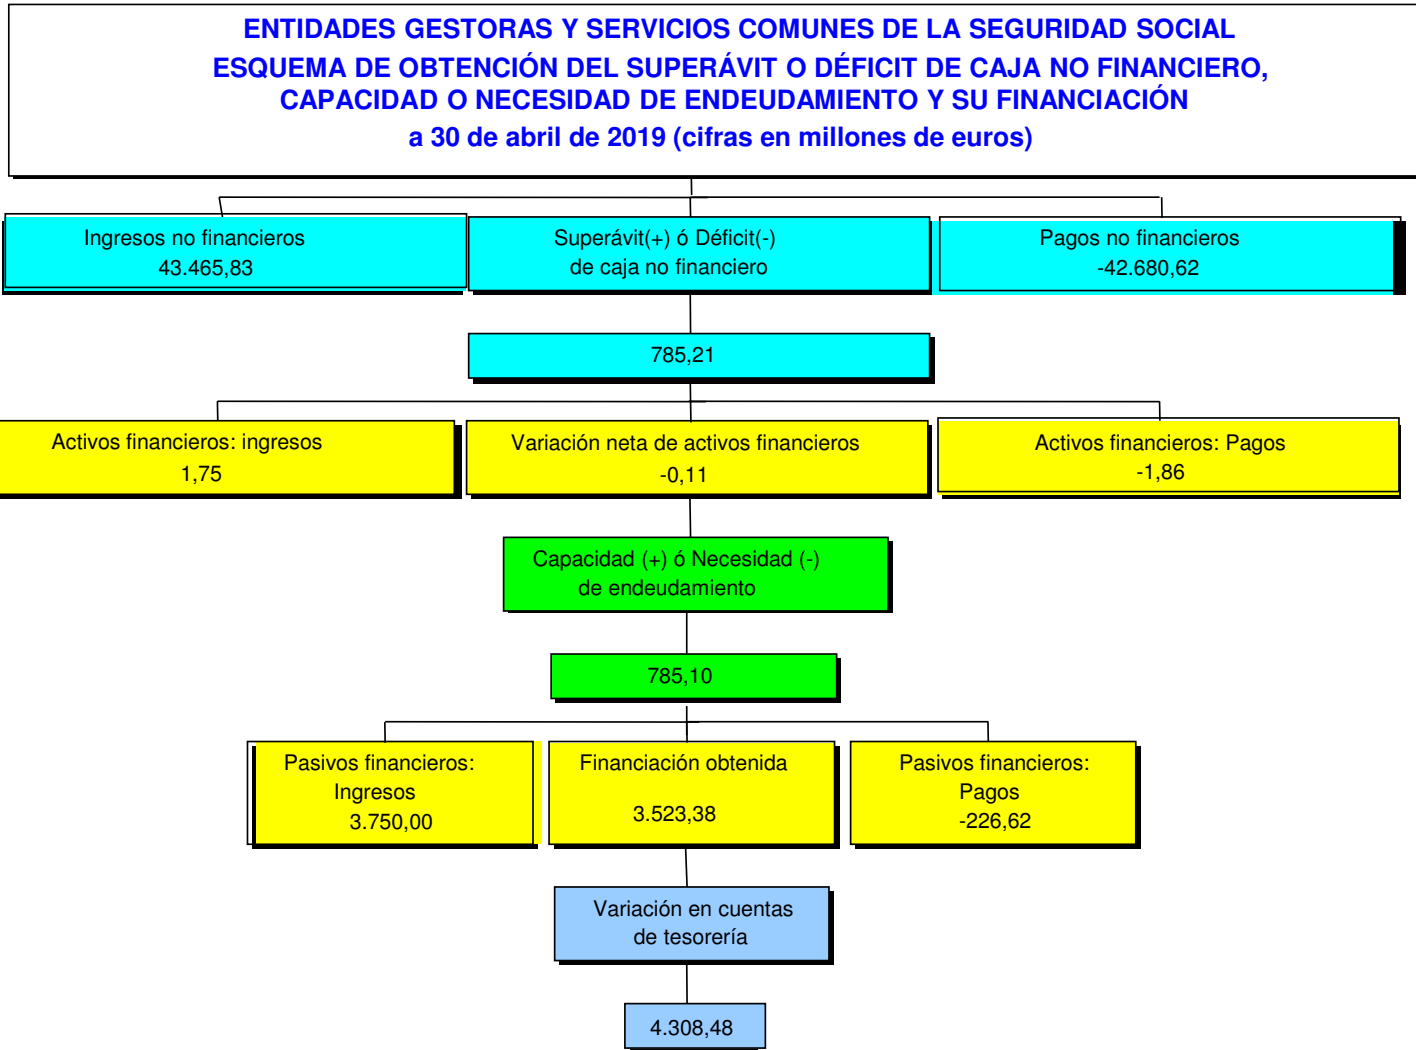 ENTIDADES GESTORAS Y SERVICIOS COMUNES DE LA SEGURIDAD SOCIAL
ESQUEMA DE OBTENCIÓN DEL SUPERÁVIT O DÉFICIT DE CAJA NO FINANCIERO,
CAPACIDAD O NECESIDAD DE ENDEUDAMIENTO Y SU FINANCIACIÓN
a 30 de abril de 2019 (cifras en millones de euros)
Ingresos no financieros
43.465,83
Superávit(+) ó Déficit(-)
de caja no financiero
Pagos no financieros
-42.680,62
785,21
Activos financieros: ingresos
1,75
Variación neta de activos financieros
-0,11
Activos financieros: Pagos
-1,86
Capacidad (+) ó Necesidad (-)
de endeudamiento
785,10
Pasivos financieros:
Ingresos
3.750,00
Financiación obtenida
3.523,38
Pasivos financieros:
Pagos
-226,62
Variación en cuentas
de tesorería
4.308,48